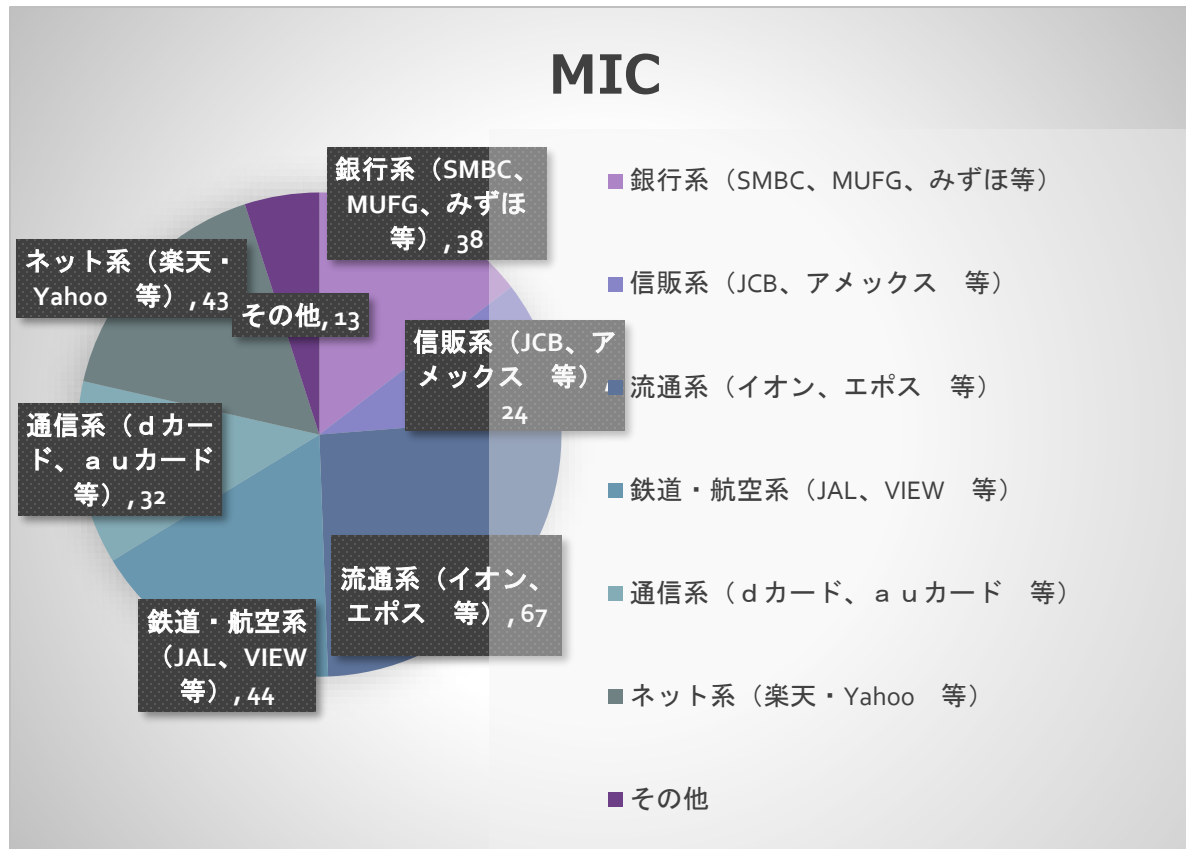 MIC
銀行系（SMBC、
MUFG、みずほ
等）, 38
ネット系（楽天・
Yahoo　等）, 43
その他, 13
信販系（JCB、ア
メックス　等）,
24
通信系（ｄカー
ド、ａｕカード
等）, 32
流通系（イオン、
エポス　等）, 67
鉄道・航空系
（JAL、VIEW
等）, 44
銀行系（SMBC、MUFG、みずほ等）
信販系（JCB、アメックス　等）
流通系（イオン、エポス　等）
鉄道・航空系（JAL、VIEW　等）
通信系（ｄカード、ａｕカード　等）
ネット系（楽天・Yahoo　等）
その他